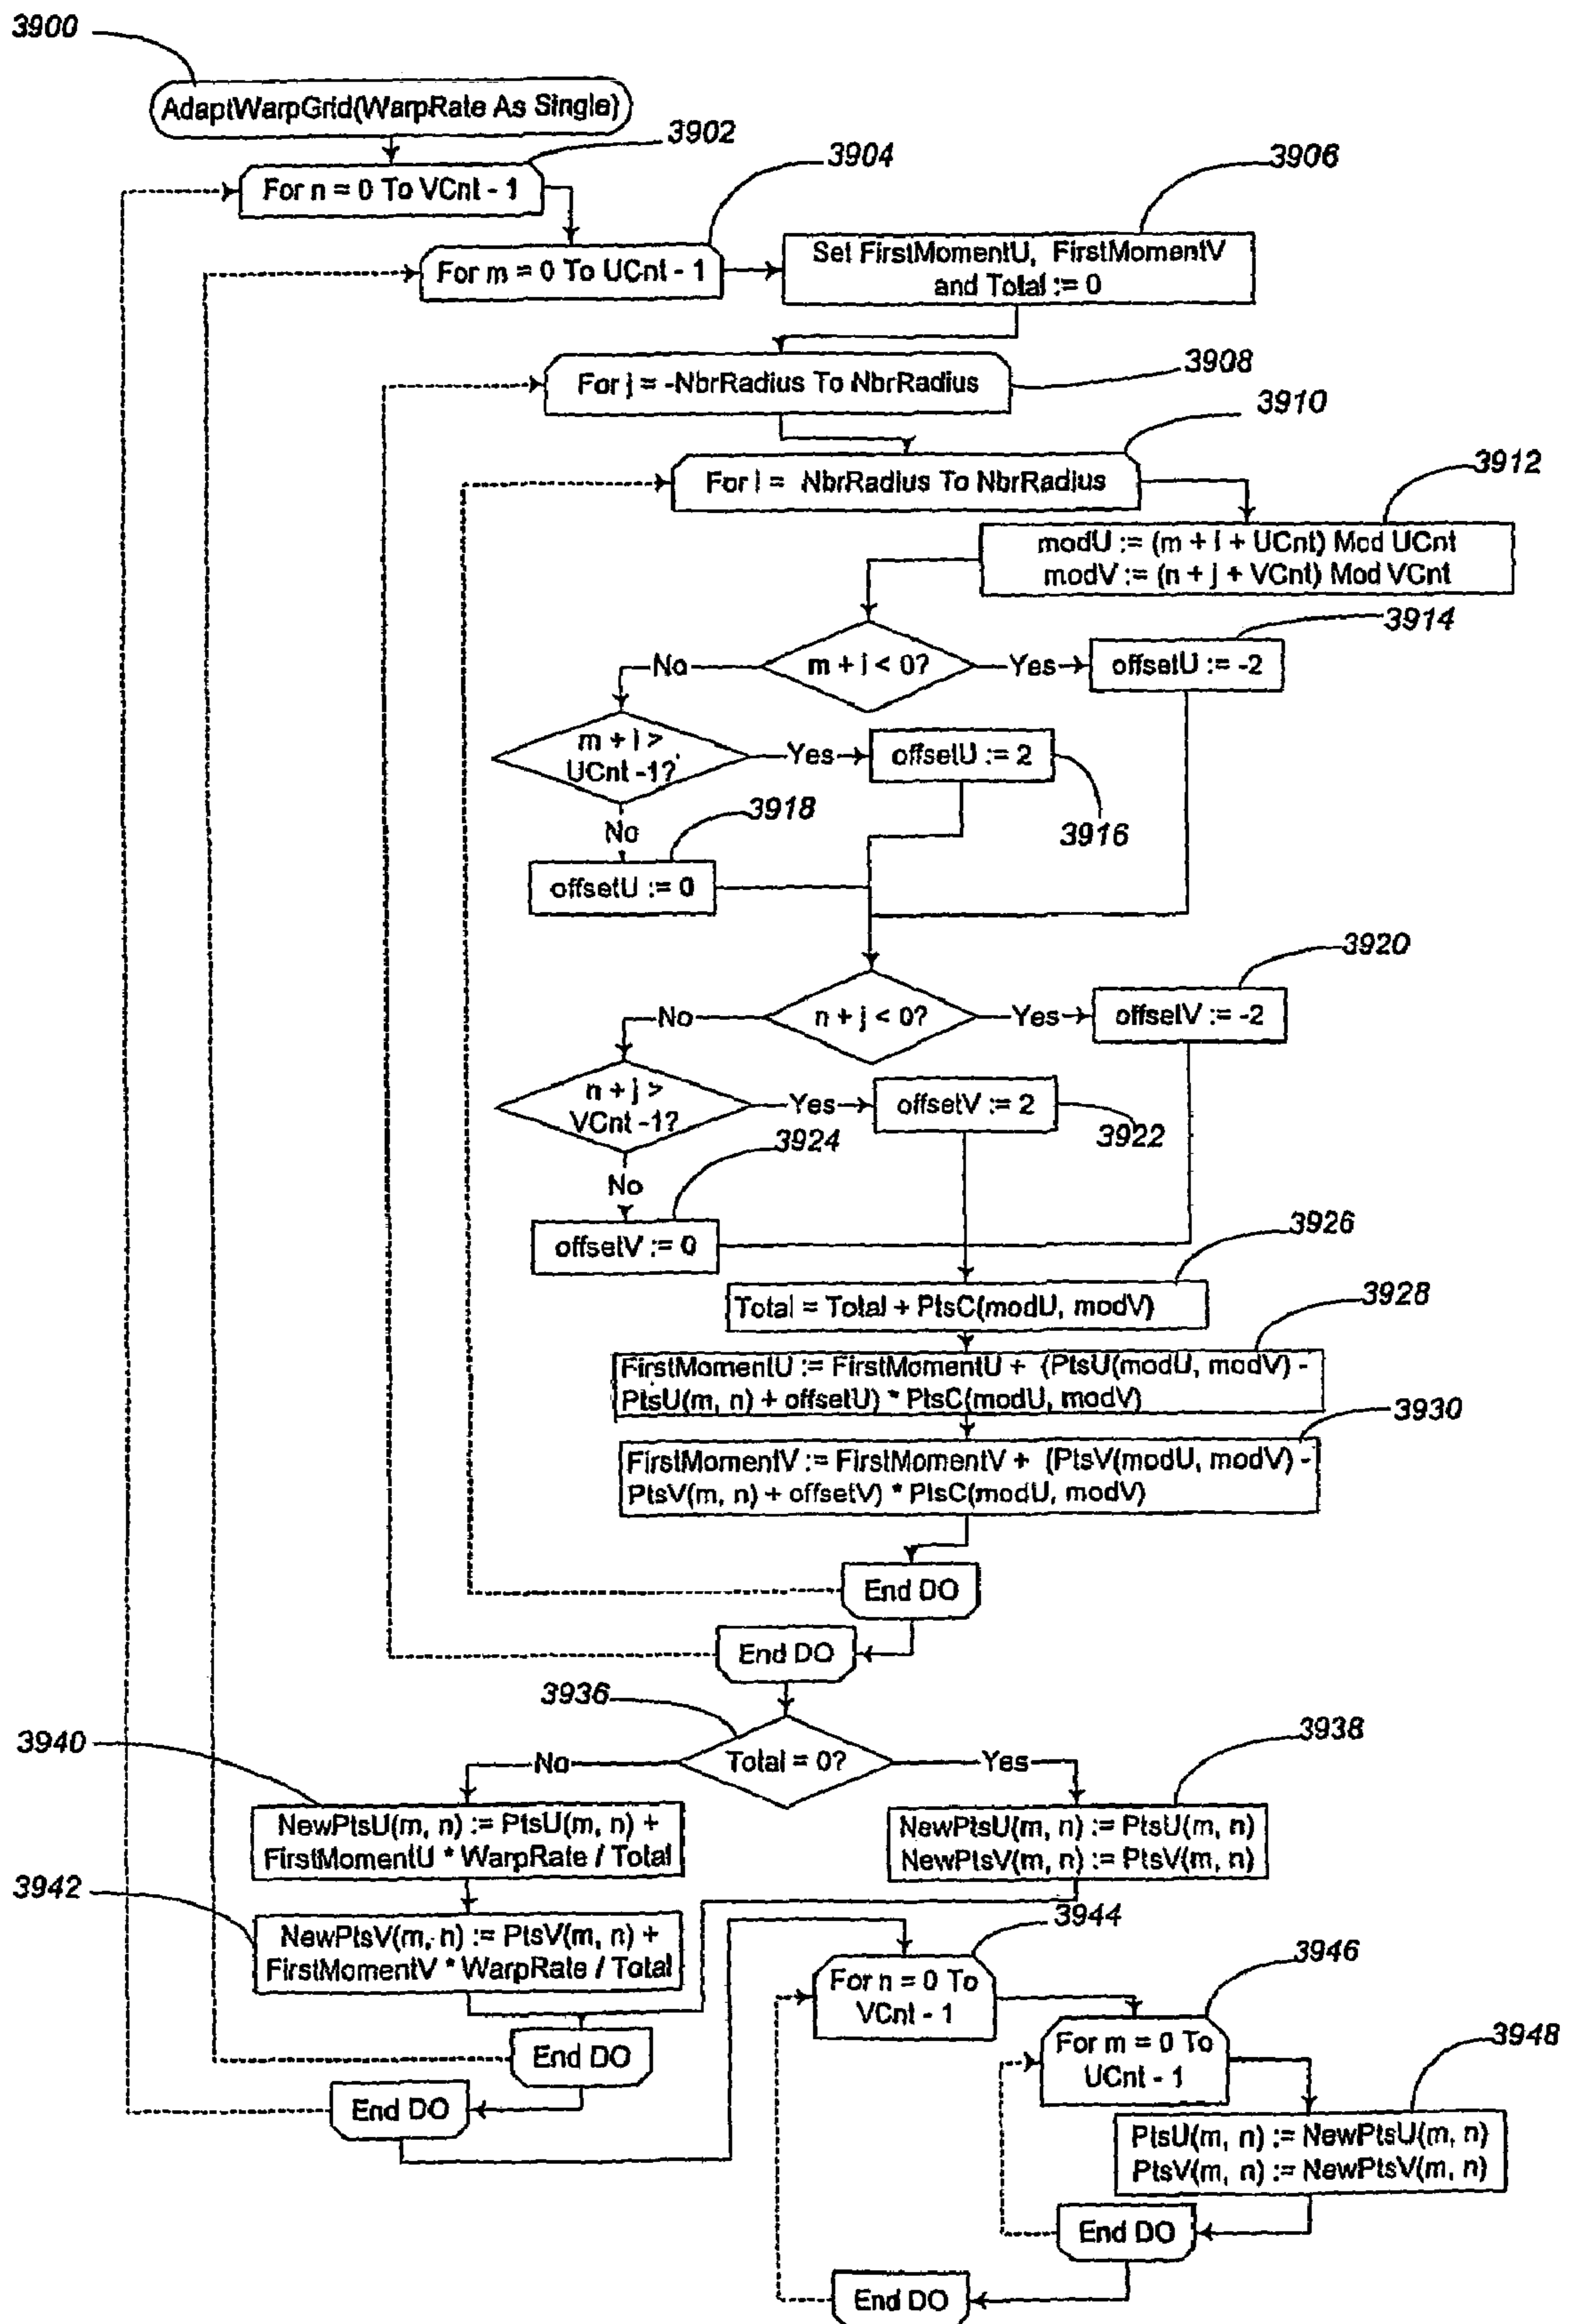 3900
AdaptWarpGrid(WarpRate As Single)
3902
For n = 0 To VCnt - 1
3904
For m = 0 To UCnt - 1
3906
Set FirstMomentU, FirstMomentV
and Total := 0
3908
For j = -NbrRadius To NbrRadius
3910
For i = NbrRadius To NbrRadius
3912
modU := (m + i + UCnt) Mod UCnt
modV := (n + j + VCnt) Mod VCnt
3914
No
m + i < 0?
Yes
offsetU := -2
m + i >
UCnt -1?
Yes
offsetU := 2
3916
No
3918
offsetU := 0
3920
No
n + j < 0?
Yes
offsetV := -2
n + j >
VCnt -1?
Yes
offsetV := 2
3922
3924
No
offsetV := 0
3926
Total = Total + PtsC(modU, modV)
3928
FirstMomentU := FirstMomentU + (PtsU(modU, modV) -
PtsU(m, n) + offsetU) * PtsC(modU, modV)
3930
FirstMomentV := FirstMomentV + (PtsV(modU, modV) -
PtsV(m, n) + offsetV) * PtsC(modU, modV)
End DO
End DO
3936
Total = 0?
No
Yes
3938
3940
NewPtsU(m, n) := PtsU(m, n) +
FirstMomentU * WarpRate / Total
NewPtsU(m, n) := PtsU(m, n)
NewPtsV(m, n) := PtsV(m, n)
3942
NewPtsV(m, n) := PtsV(m, n) +
FirstMomentV * WarpRate / Total
3944
For n = 0 To
VCnt - 1
3946
For m = 0 To
UCnt - 1
3948
End DO
End DO
PtsU(m, n) := NewPtsU(m, n)
PtsV(m, n) := NewPtsV(m, n)
End DO
End DO